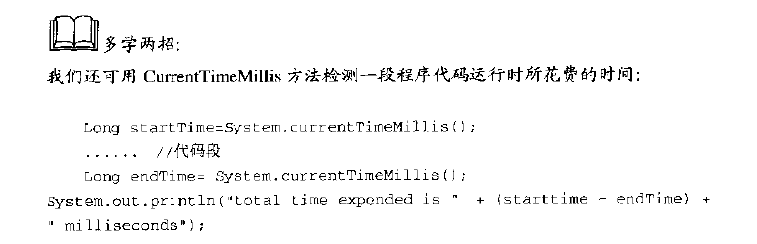 多学两招:
我们还可用 CurrentTimeMillis 方法检测一段程序代码运行时所花费的时间:
Long startTime=System.currentTimeMillis();
...... //代码段
Long endTime= System.currentTimeMillis();
System.out.println("total time expended is " + (starttime - endTime) +
" milliseconds");